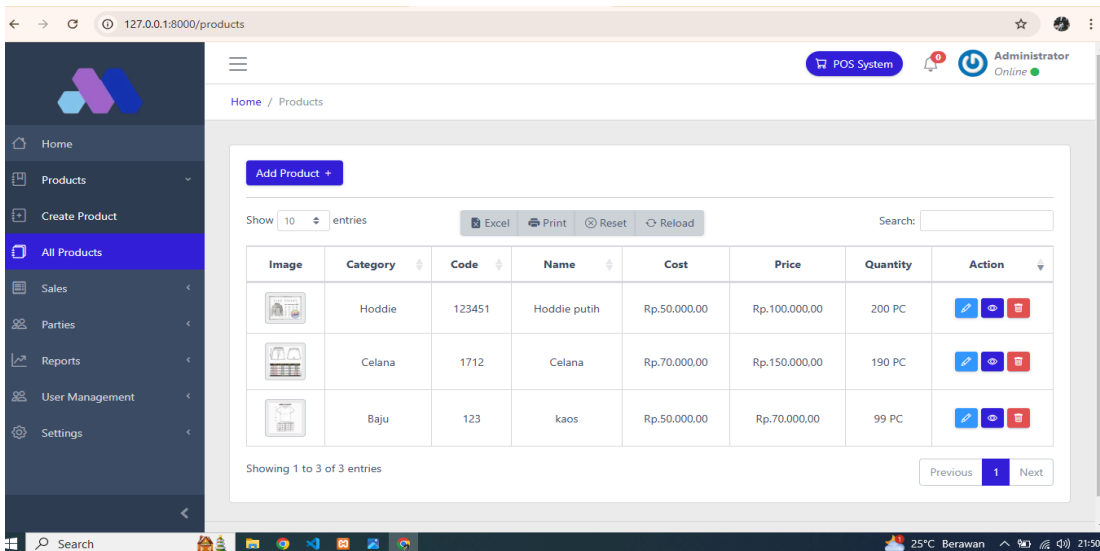 127.0.0.1:8000/products
POS System
0
Administrator
Online
Home / Products
Home
Products
Create Product
All Products
Sales
Parties
Reports
User Management
Settings
Add Product +
Show 10 entries
Excel Print Reset Reload
Search:
Image Category Code Name Cost Price Quantity Action
Hoddie 123451 Hoddie putih Rp.50.000,00 Rp.100.000,00 200 PC
Celana 1712 Celana Rp.70.000,00 Rp.150.000,00 190 PC
Baju 123 kaos Rp.50.000,00 Rp.70.000,00 99 PC
Showing 1 to 3 of 3 entries
Previous 1 Next
Search
25°C Berawan 21:50